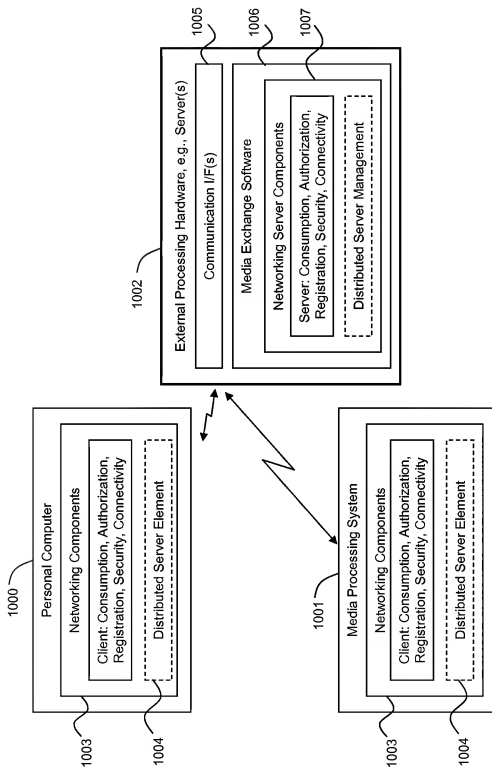 1000
Personal Computer
Networking Components
Client: Consumption, Authorization,
Registration, Security, Connectivity
Distributed Server Element
1003
1004
1002
External Processing Hardware, e.g., Server(s)
1005
Communication I/F(s)
1006
Media Exchange Software
1007
Networking Server Components
Server: Consumption, Authorization,
Registration, Security, Connectivity
Distributed Server Management
1001
Media Processing System
Networking Components
Client: Consumption, Authorization,
Registration, Security, Connectivity
Distributed Server Element
1003
1004